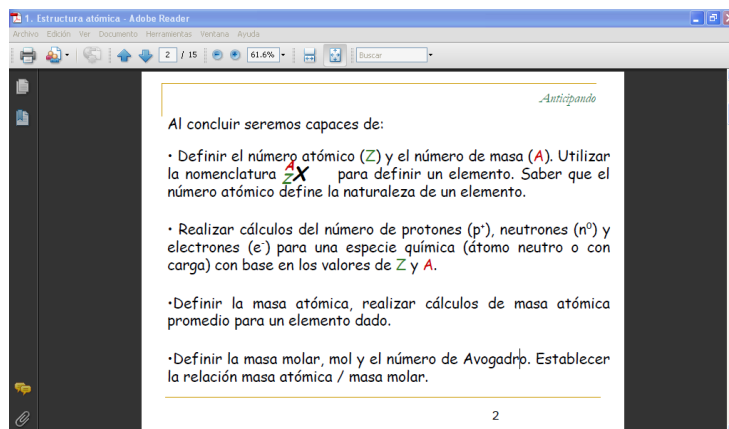 1. Estructura atómica - Adobe Reader
Archivo Edición Ver Documento Herramientas Ventana Ayuda
2 / 15 61.6% Buscar
Anticipando
Al concluir seremos capaces de:
• Definir el número atómico (Z) y el número de masa (A). Utilizar
la nomenclatura A Z X para definir un elemento. Saber que el
número atómico define la naturaleza de un elemento.
• Realizar cálculos del número de protones (p⁺), neutrones (n⁰) y
electrones (e⁻) para una especie química (átomo neutro o con
carga) con base en los valores de Z y A.
•Definir la masa atómica, realizar cálculos de masa atómica
promedio para un elemento dado.
•Definir la masa molar, mol y el número de Avogadro. Establecer
la relación masa atómica / masa molar.
2